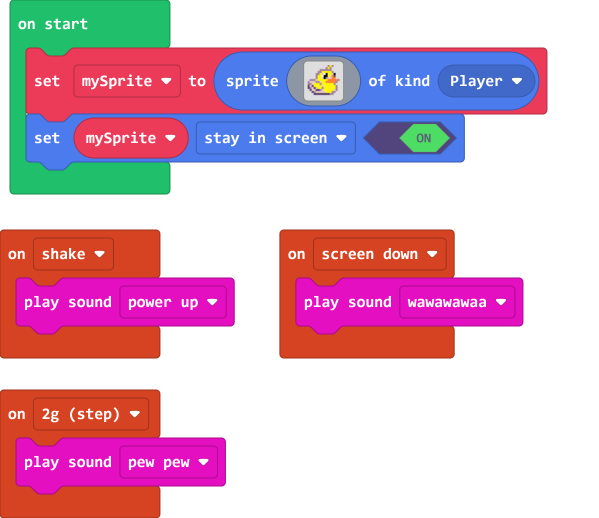 on start
set mySprite to sprite of kind Player
set mySprite stay in screen ON
on shake
play sound power up
on screen down
play sound wawawawaa
on 2g (step)
play sound pew pew